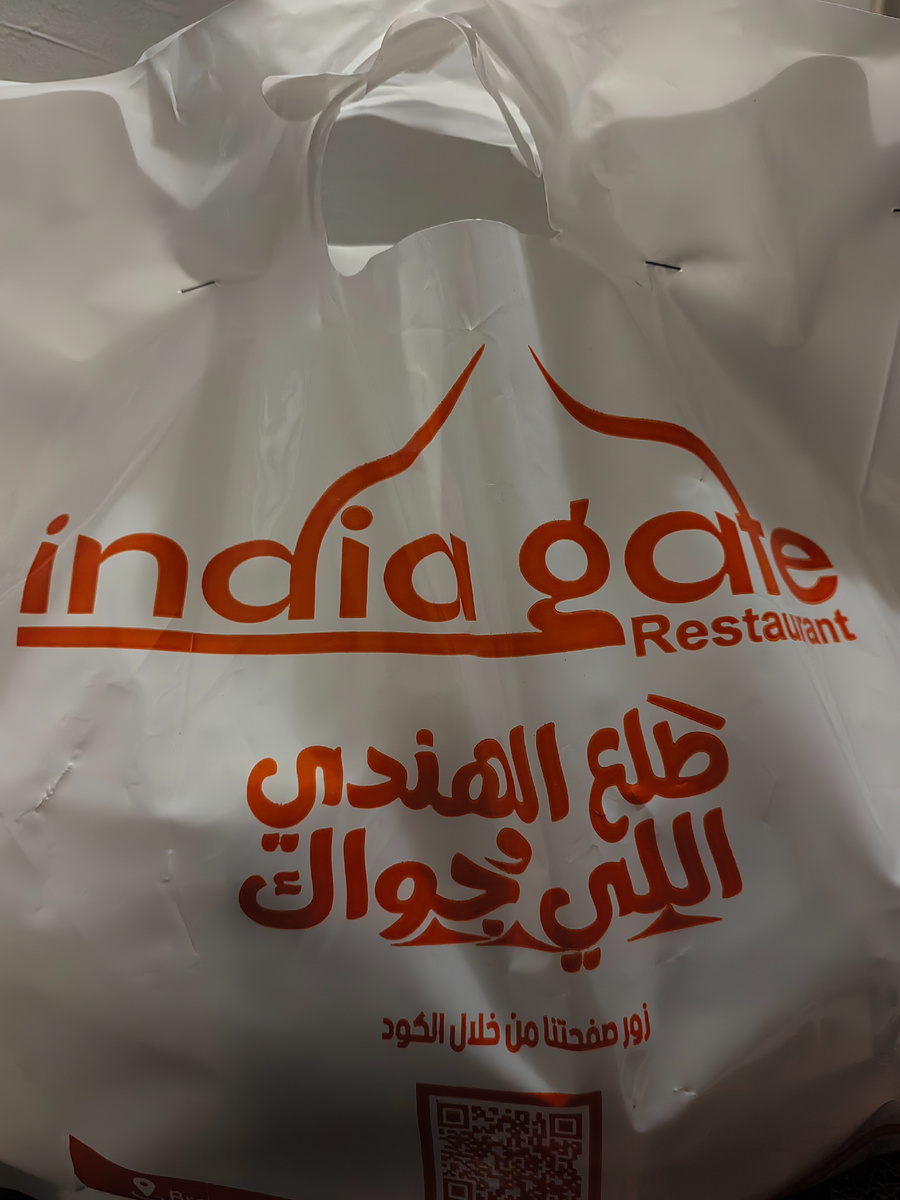 india gate
Restaurant
طلع الهندي
اللي جواك
زور صفحتنا من خلال الكود